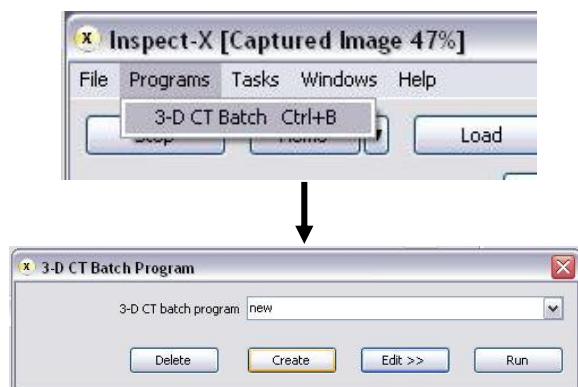 x Inspect-X [Captured Image 47%]
File Programs Tasks Windows Help
3-D CT Batch Ctrl+B
Load
x 3-D CT Batch Program
3-D CT batch program new
Delete Create Edit >> Run